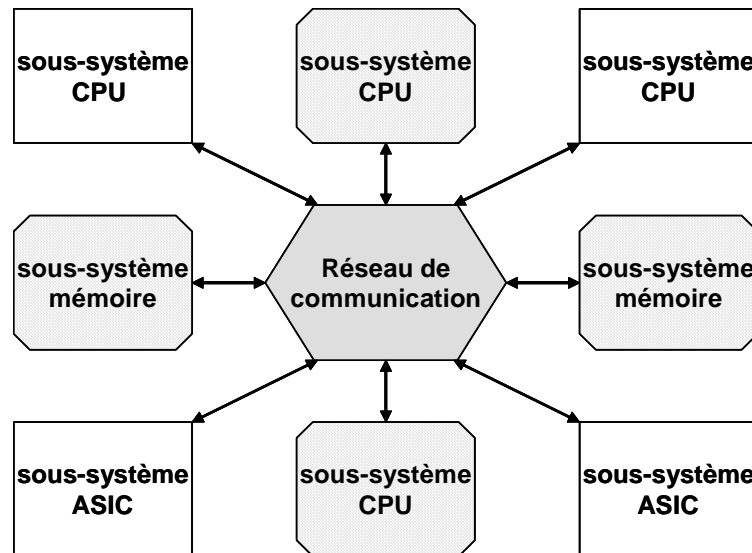 sous-système
CPU
sous-système
CPU
sous-système
CPU
sous-système
mémoire
Réseau de
communication
sous-système
mémoire
sous-système
ASIC
sous-système
CPU
sous-système
ASIC